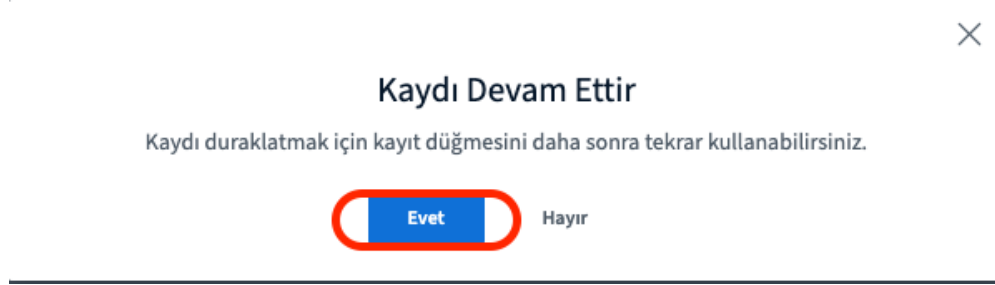 Kaydı Devam Ettir
Kaydı duraklatmak için kayıt düğmesini daha sonra tekrar kullanabilirsiniz.
Evet Hayır